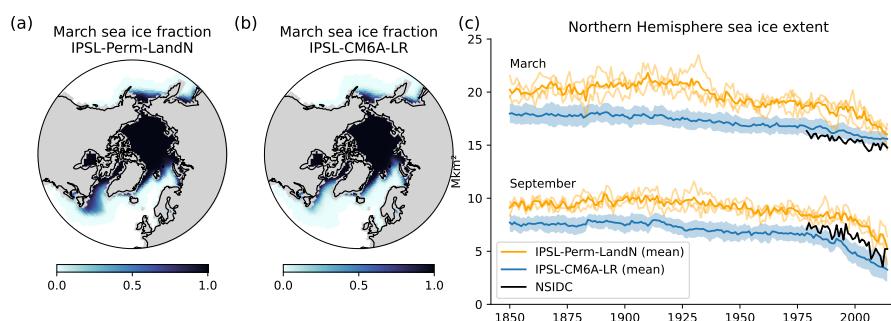 (a)
March sea ice fraction
IPSL-Perm-LandN
0.0
0.5
1.0
(b)
March sea ice fraction
IPSL-CM6A-LR
0.0
0.5
1.0
(c)
Northern Hemisphere sea ice extent
Mkm²
25
20
15
10
5
0
March
September
IPSL-Perm-LandN (mean)
IPSL-CM6A-LR (mean)
NSIDC
1850 1875 1900 1925 1950 1975 2000